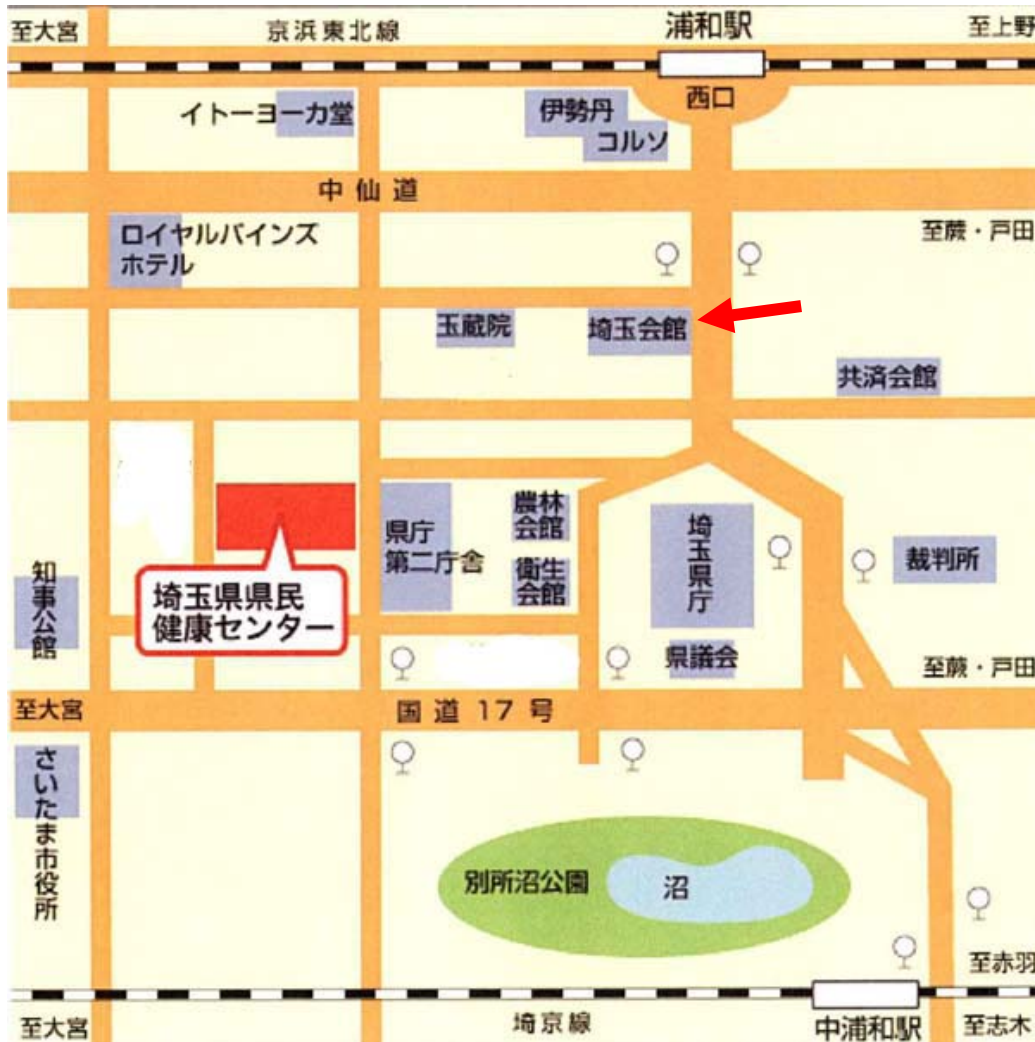 至大宮
京浜東北線
浦和駅
至上野
西口
イトーヨーカ堂
伊勢丹
コルソ
中仙道
ロイヤルパインズ
ホテル
至蕨・戸田
玉蔵院
埼玉会館
共済会館
県庁
第二庁舎
農林
会館
衛生
会館
埼玉県庁
裁判所
知事公館
埼玉県県民
健康センター
県議会
至蕨・戸田
至大宮
国道17号
さいたま市役所
別所沼公園
沼
至赤羽
至大宮
埼京線
中浦和駅
至志木